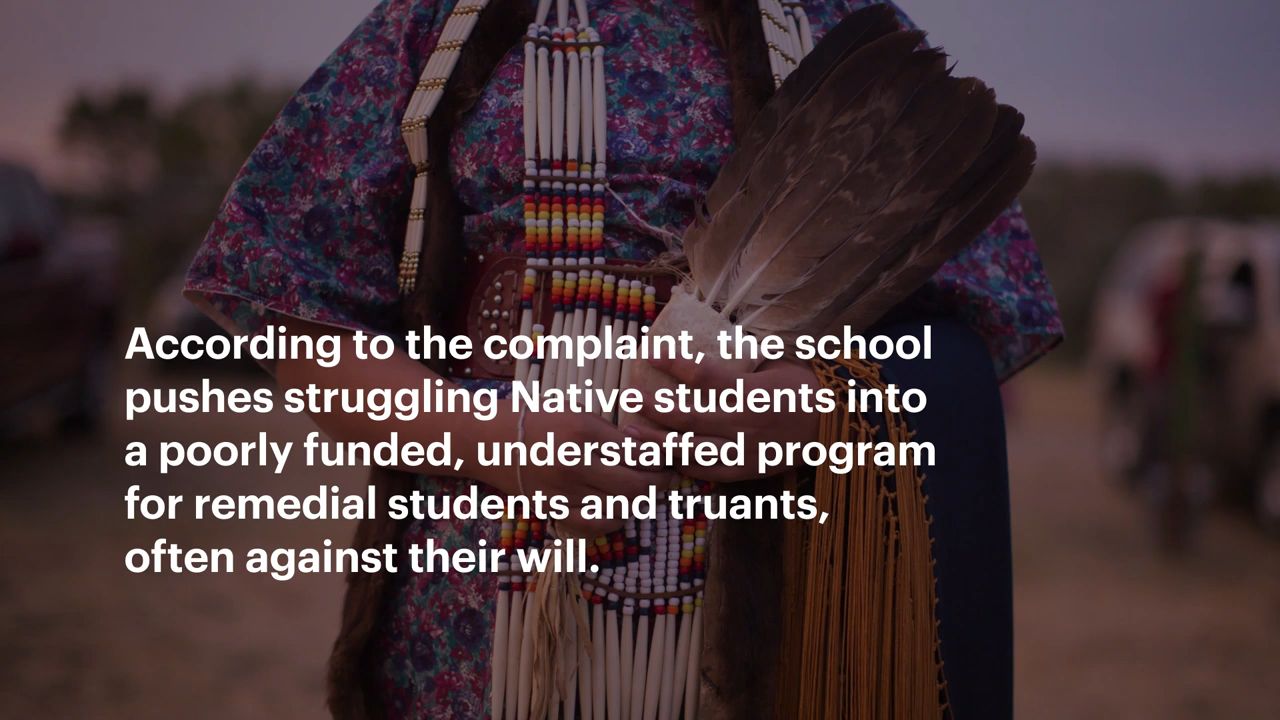 According to the complaint, the school
pushes struggling Native students into
a poorly funded, understaffed program
for remedial students and truants,
often against their will.